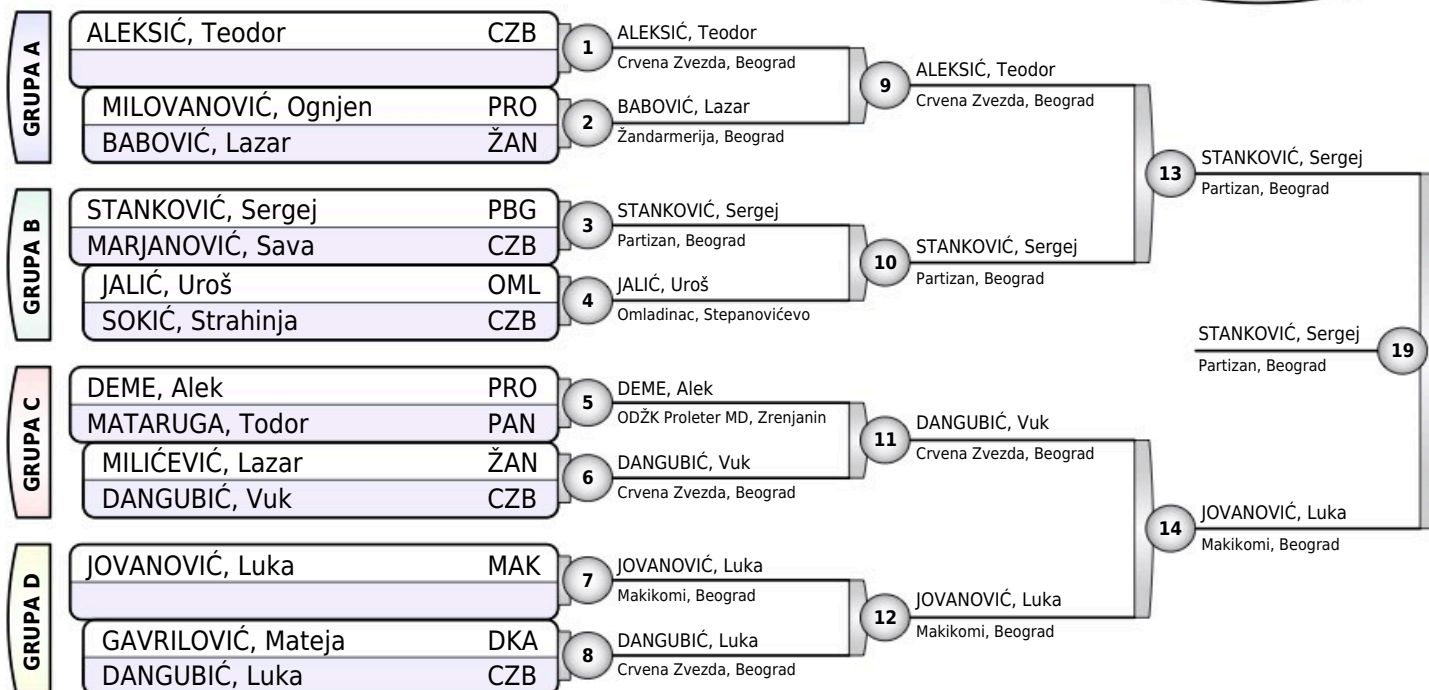 GRUPA A
ALEKSIĆ, Teodor CZB
MILOVANOVIĆ, Ognjen PRO
BABOVIĆ, Lazar ŽAN
GRUPA B
STANKOVIĆ, Sergej PBG
MARJANOVIĆ, Sava CZB
JALIĆ, Uroš OML
SOKIĆ, Strahinja CZB
GRUPA C
DEME, Alek PRO
MATARUGA, Todor PAN
MILIĆEVIĆ, Lazar ŽAN
DANGUBIĆ, Vuk CZB
GRUPA D
JOVANOVIĆ, Luka MAK
GAVRILOVIĆ, Mateja DKA
DANGUBIĆ, Luka CZB
1
ALEKSIĆ, Teodor
Crvena Zvezda, Beograd
2
BABOVIĆ, Lazar
Žandarmerija, Beograd
3
STANKOVIĆ, Sergej
Partizan, Beograd
4
JALIĆ, Uroš
Omladinac, Stepanovićevo
5
DEME, Alek
ODŽK Proleter MD, Zrenjanin
6
DANGUBIĆ, Vuk
Crvena Zvezda, Beograd
7
JOVANOVIĆ, Luka
Makikomi, Beograd
8
DANGUBIĆ, Luka
Crvena Zvezda, Beograd
9
ALEKSIĆ, Teodor
Crvena Zvezda, Beograd
10
STANKOVIĆ, Sergej
Partizan, Beograd
11
DANGUBIĆ, Vuk
Crvena Zvezda, Beograd
12
JOVANOVIĆ, Luka
Makikomi, Beograd
13
STANKOVIĆ, Sergej
Partizan, Beograd
14
JOVANOVIĆ, Luka
Makikomi, Beograd
STANKOVIĆ, Sergej
Partizan, Beograd
19